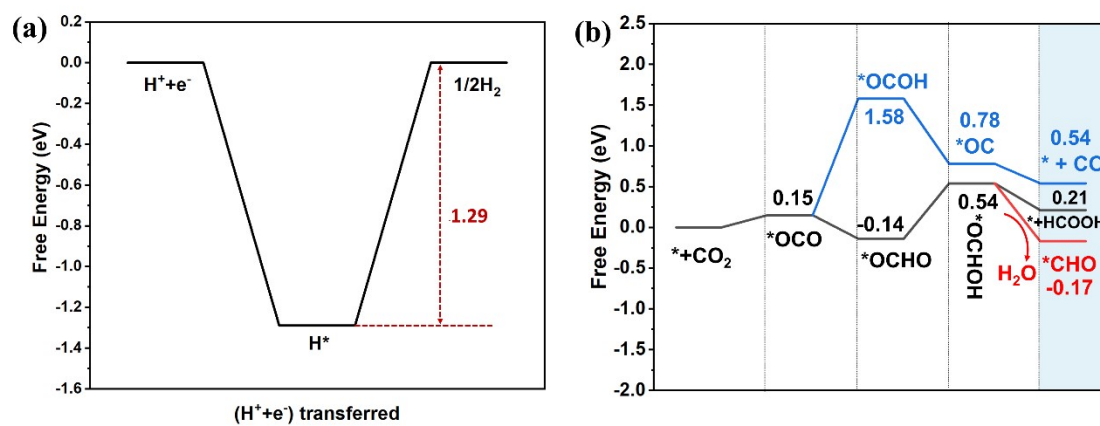 (a)
Free Energy (eV)
0.0
-0.2
-0.4
-0.6
-0.8
-1.0
-1.2
-1.4
-1.6
H⁺+e⁻
1/2H₂
1.29
H*
(H⁺+e⁻) transferred
(b)
Free Energy (eV)
2.5
2.0
1.5
1.0
0.5
0.0
-0.5
-1.0
-1.5
-2.0
*OCOH
1.58
0.78
*OC
0.54
* + CO
0.15
*OCO
*+CO₂
-0.14
*OCHO
0.54
*OCHOH
0.21
*+HCOOH
H₂O
*CHO
-0.17